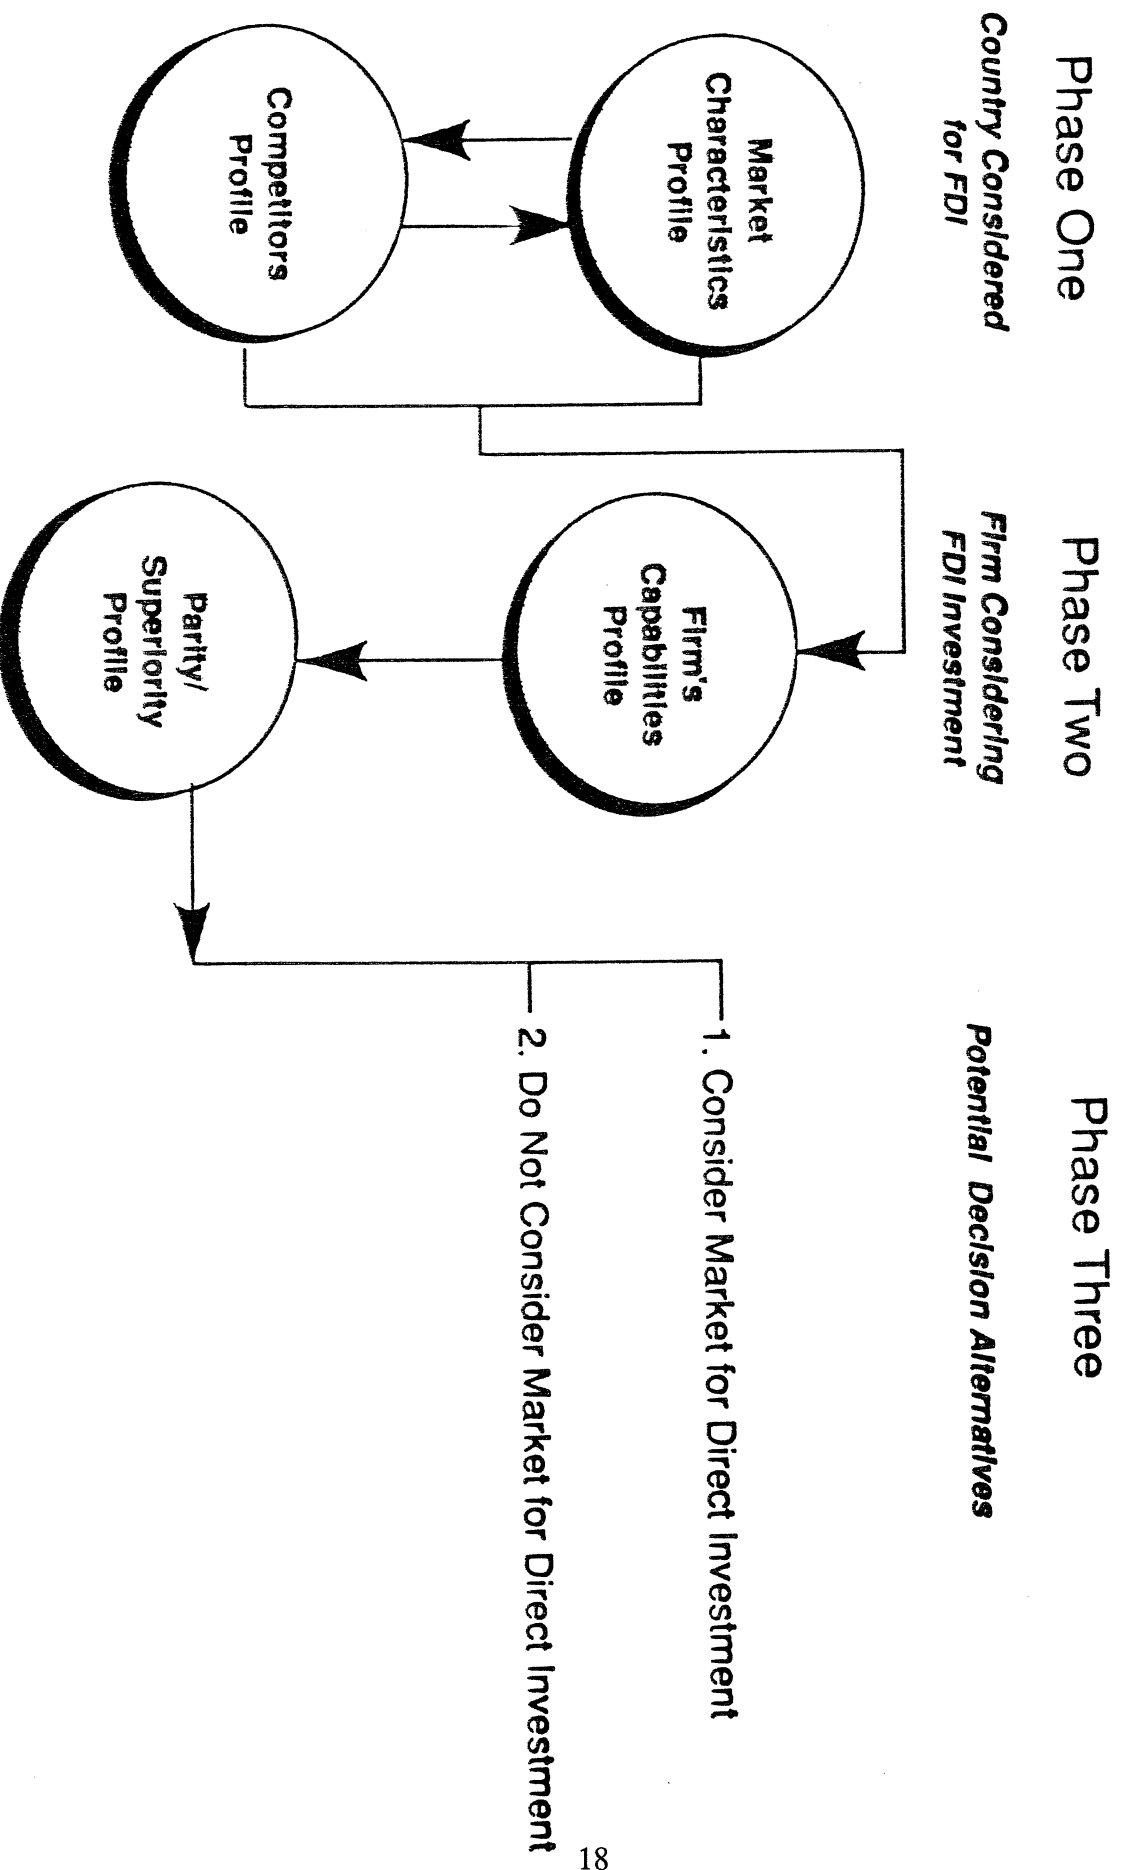 Phase One
Country Considered
for FDI
Market
Characteristics
Profile
Competitors
Profile
Phase Two
Firm Considering
FDI Investment
Firm's
Capabilities
Profile
Parity/
Superiority
Profile
Phase Three
Potential Decision Alternatives
1. Consider Market for Direct Investment
2. Do Not Consider Market for Direct Investment
18